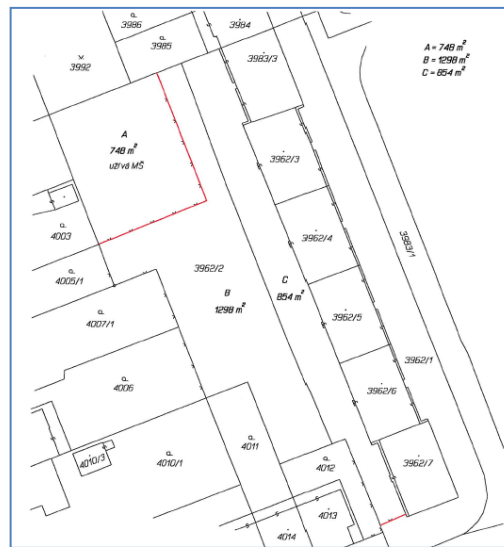 3986
3985
3984
3983/3
3992
A = 748 m²
B = 1298 m²
C = 854 m²
A
748 m²
užívá MŠ
3962/3
4003
3962/4
3983/1
4005/1
3962/2
C
854 m²
B
1298 m²
3962/5
4007/1
3962/1
4006
3962/6
4011
4010/3
4010/1
4012
3962/7
4013
4014